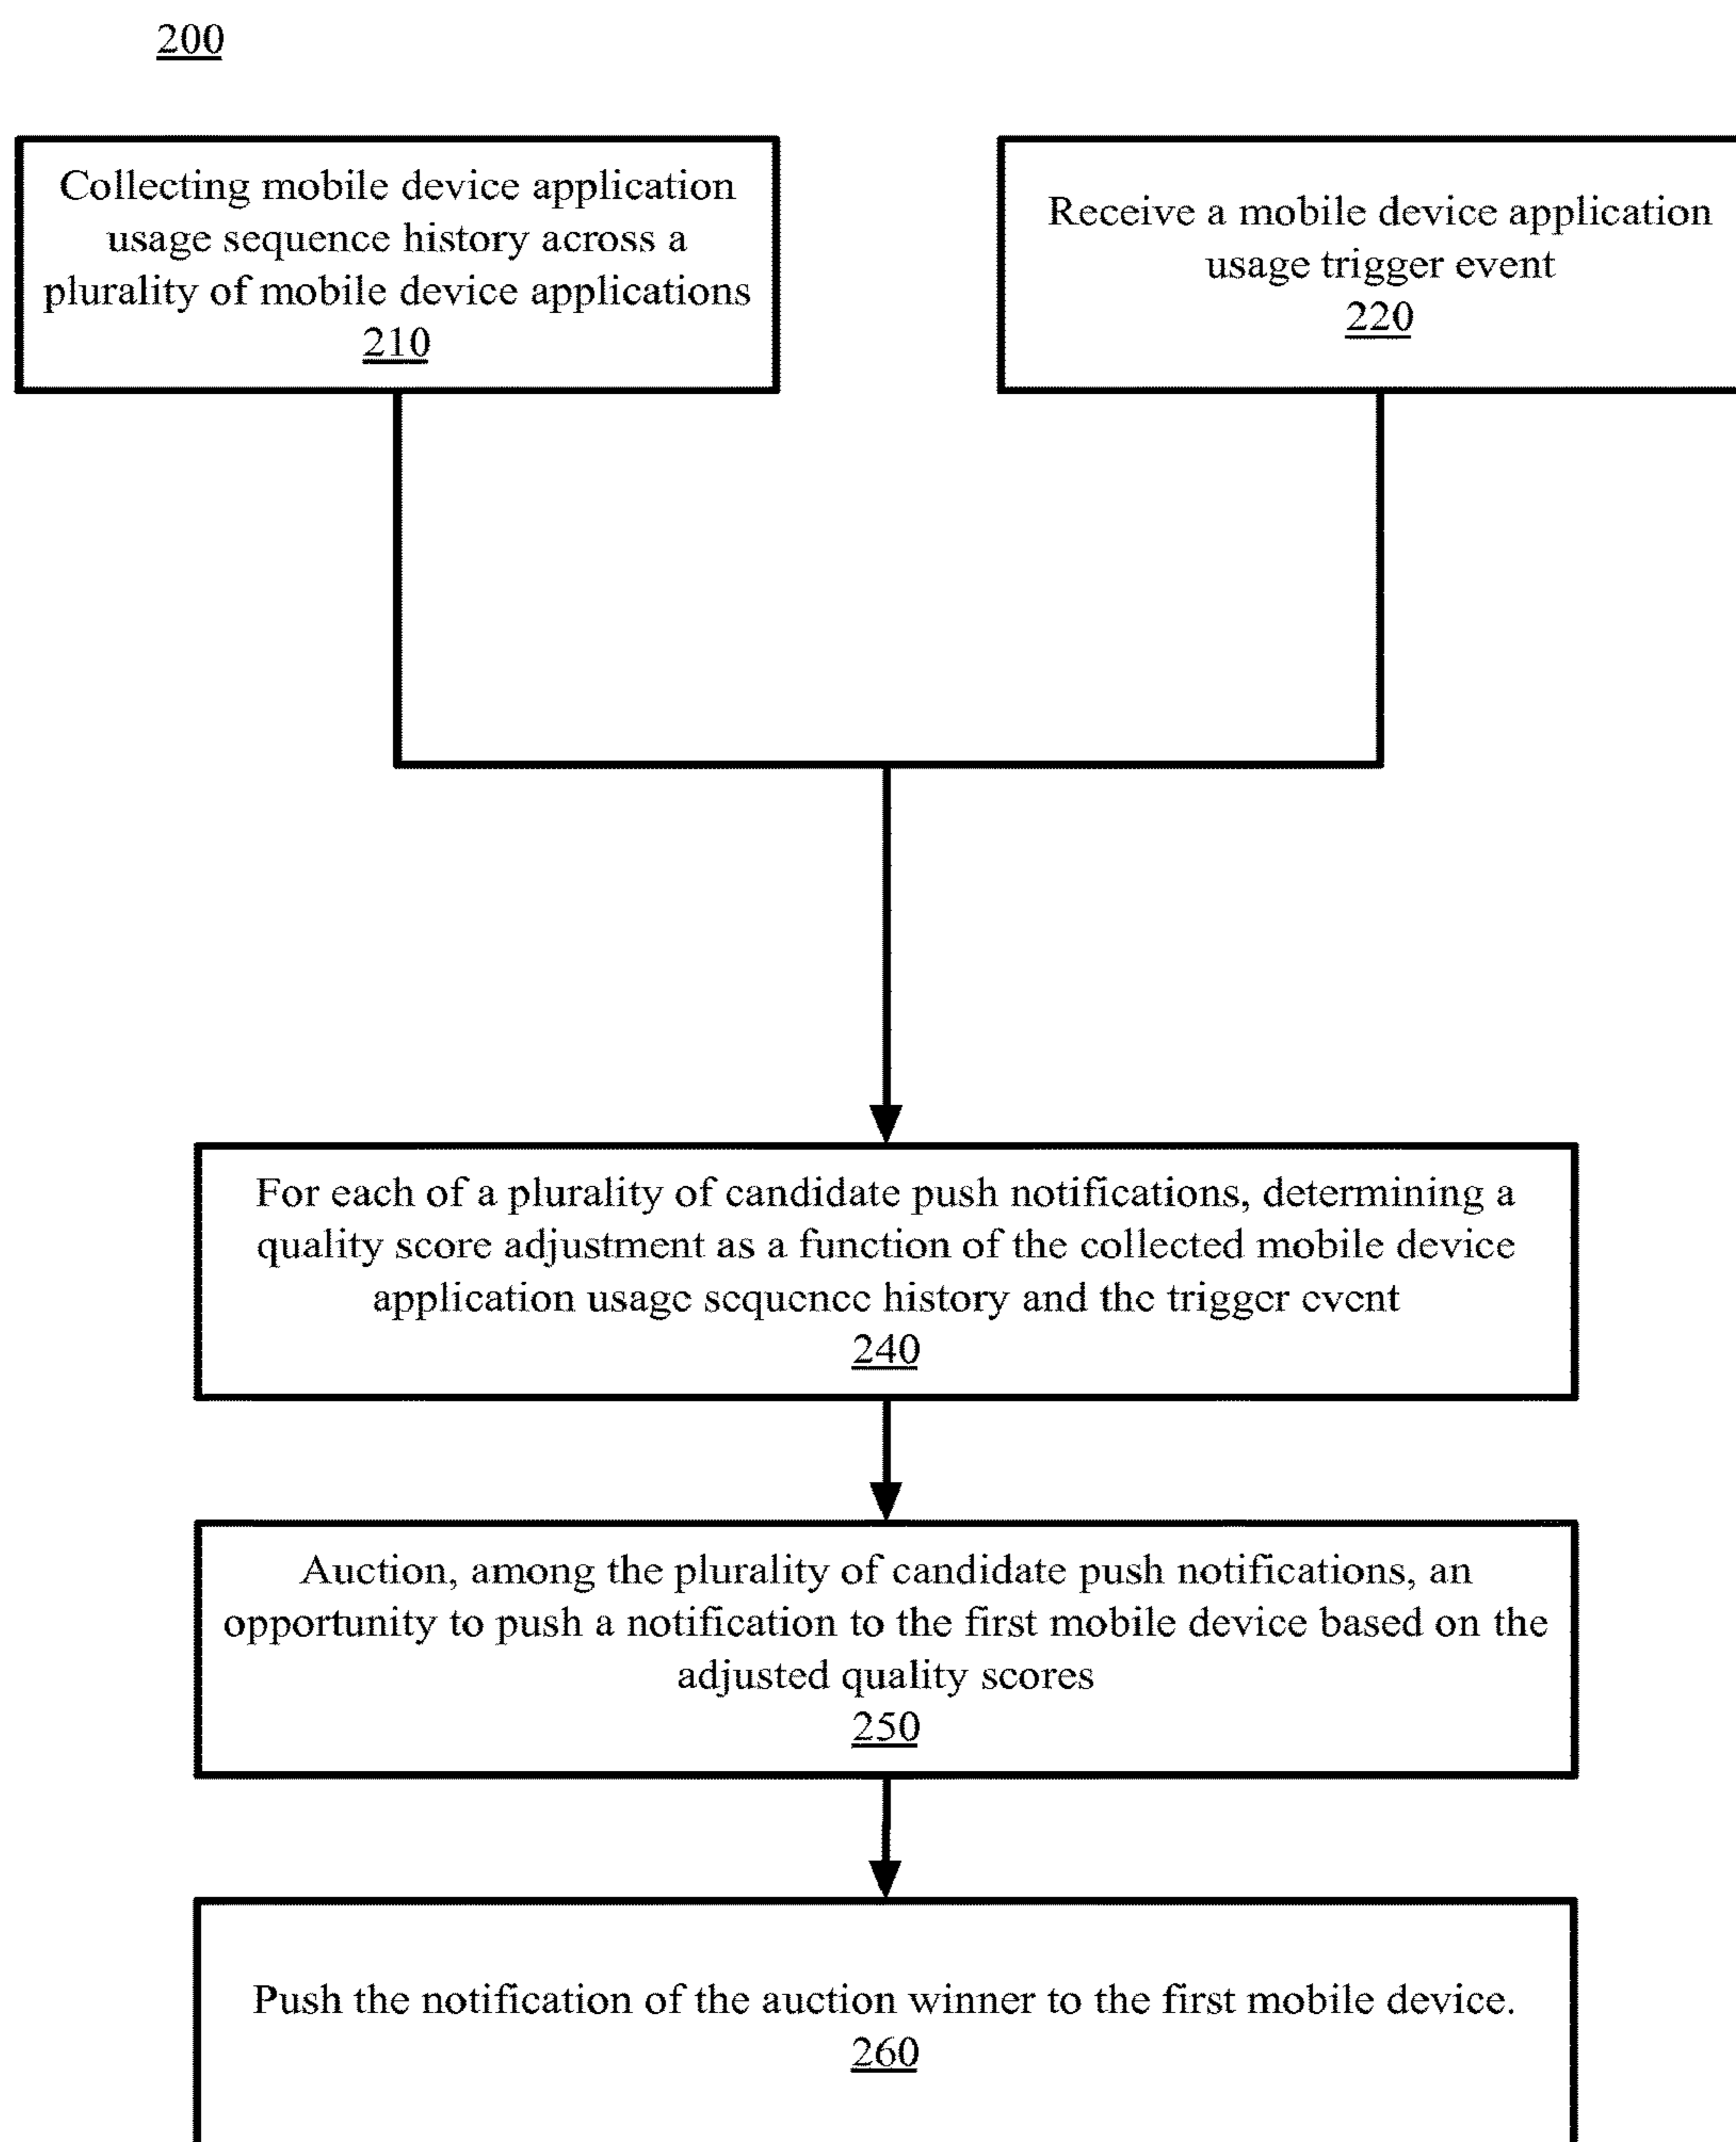 200
Collecting mobile device application
usage sequence history across a
plurality of mobile device applications
210
Receive a mobile device application
usage trigger event
220
For each of a plurality of candidate push notifications, determining a
quality score adjustment as a function of the collected mobile device
application usage sequence history and the trigger event
240
Auction, among the plurality of candidate push notifications, an
opportunity to push a notification to the first mobile device based on the
adjusted quality scores
250
Push the notification of the auction winner to the first mobile device.
260